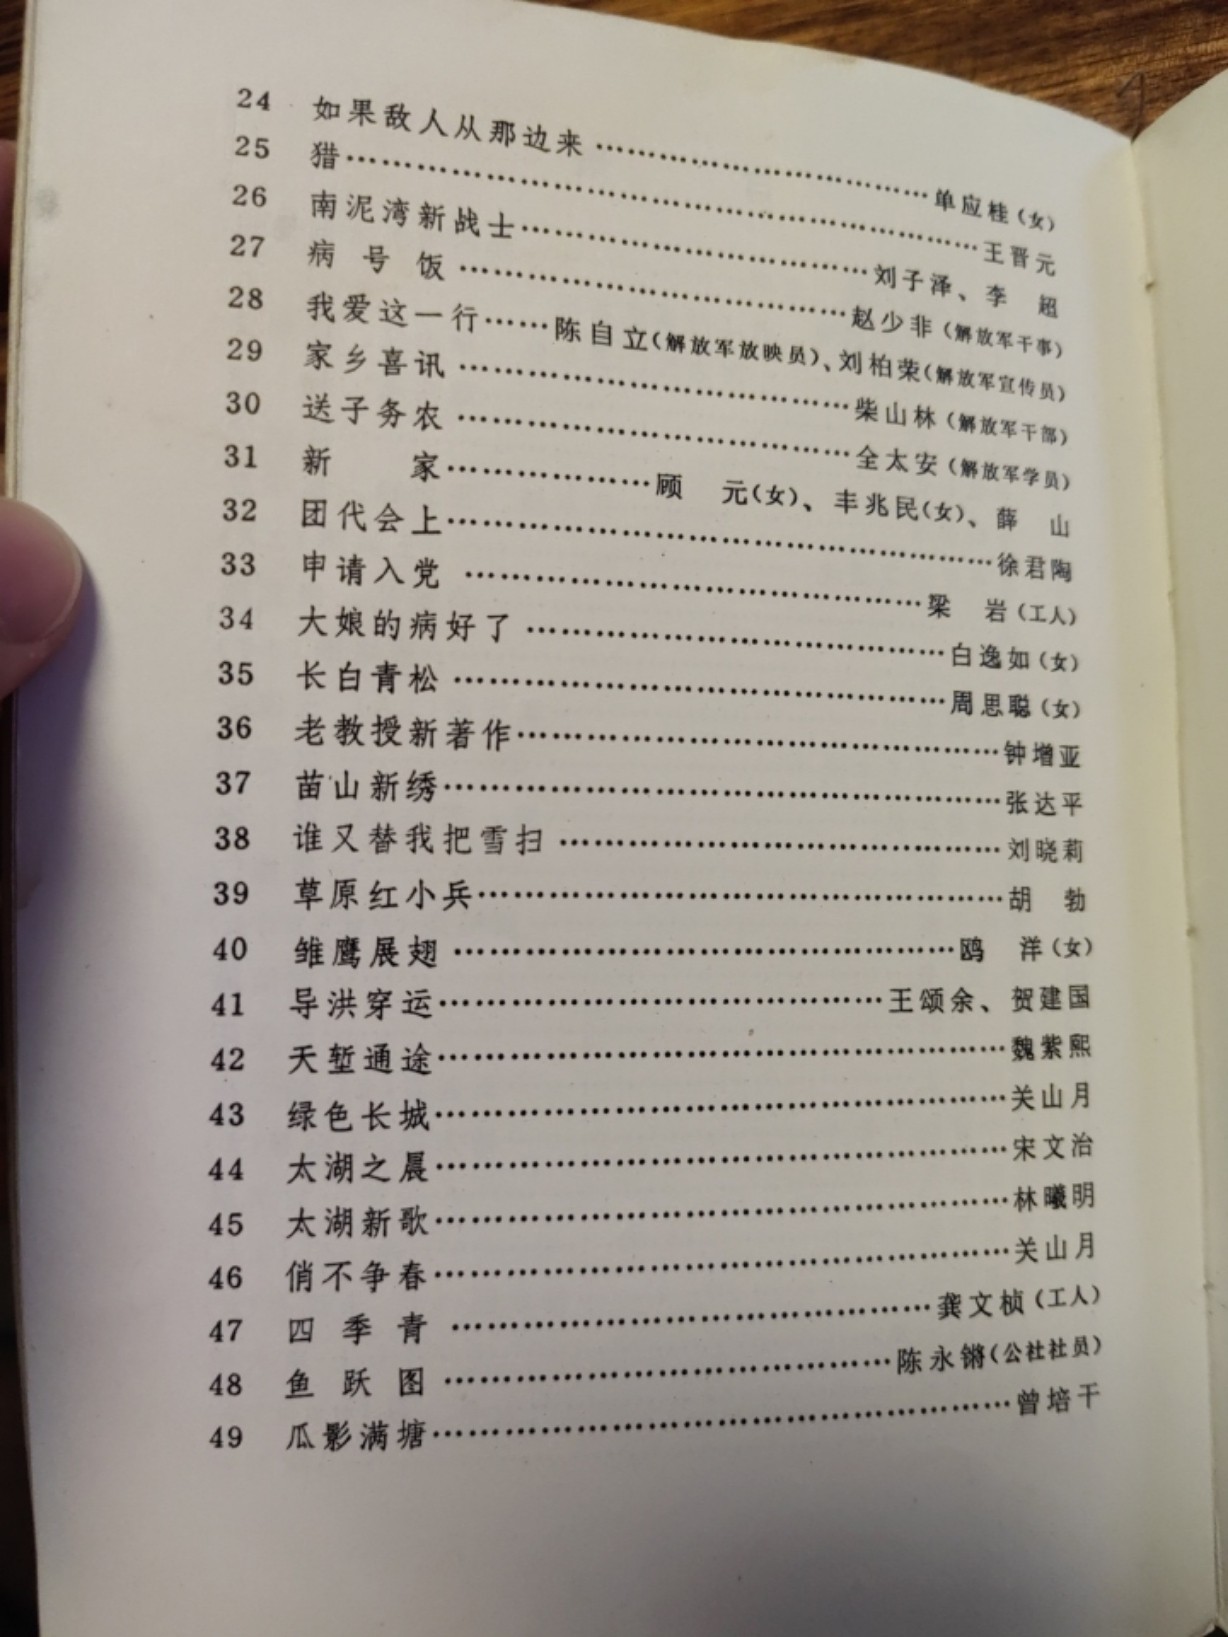 24 如果敌人从那边来……………………………单应桂(女)
25 猎……………………………………………………王晋元
26 南泥湾新战士……………………………刘子泽、李 超
27 病 号 饭………………………………赵少非(解放军干事)
28 我爱这一行……陈自立(解放军放映员)、刘柏荣(解放军宣传员)
29 家乡喜讯………………………………柴山林(解放军干部)
30 送子务农………………………………全太安(解放军学员)
31 新 家………………顾 元(女)、丰兆民(女)、薛 山
32 团代会上……………………………………………徐君陶
33 申请入党……………………………………梁 岩(工人)
34 大娘的病好了…………………………………白逸如(女)
35 长白青松………………………………………周思聪(女)
36 老教授新著作………………………………………钟增亚
37 苗山新绣……………………………………………张达平
38 谁又替我把雪扫……………………………………刘晓莉
39 草原红小兵…………………………………………胡 勃
40 雏鹰展翅………………………………………鸥 洋(女)
41 导洪穿运…………………………………王颂余、贺建国
42 天堑通途……………………………………………魏紫熙
43 绿色长城……………………………………………关山月
44 太湖之晨……………………………………………宋文治
45 太湖新歌……………………………………………林曦明
46 俏不争春……………………………………………关山月
47 四 季 青……………………………………龚文桢(工人)
48 鱼 跃 图…………………………………陈永锵(公社社员)
49 瓜影满塘……………………………………………曾培干